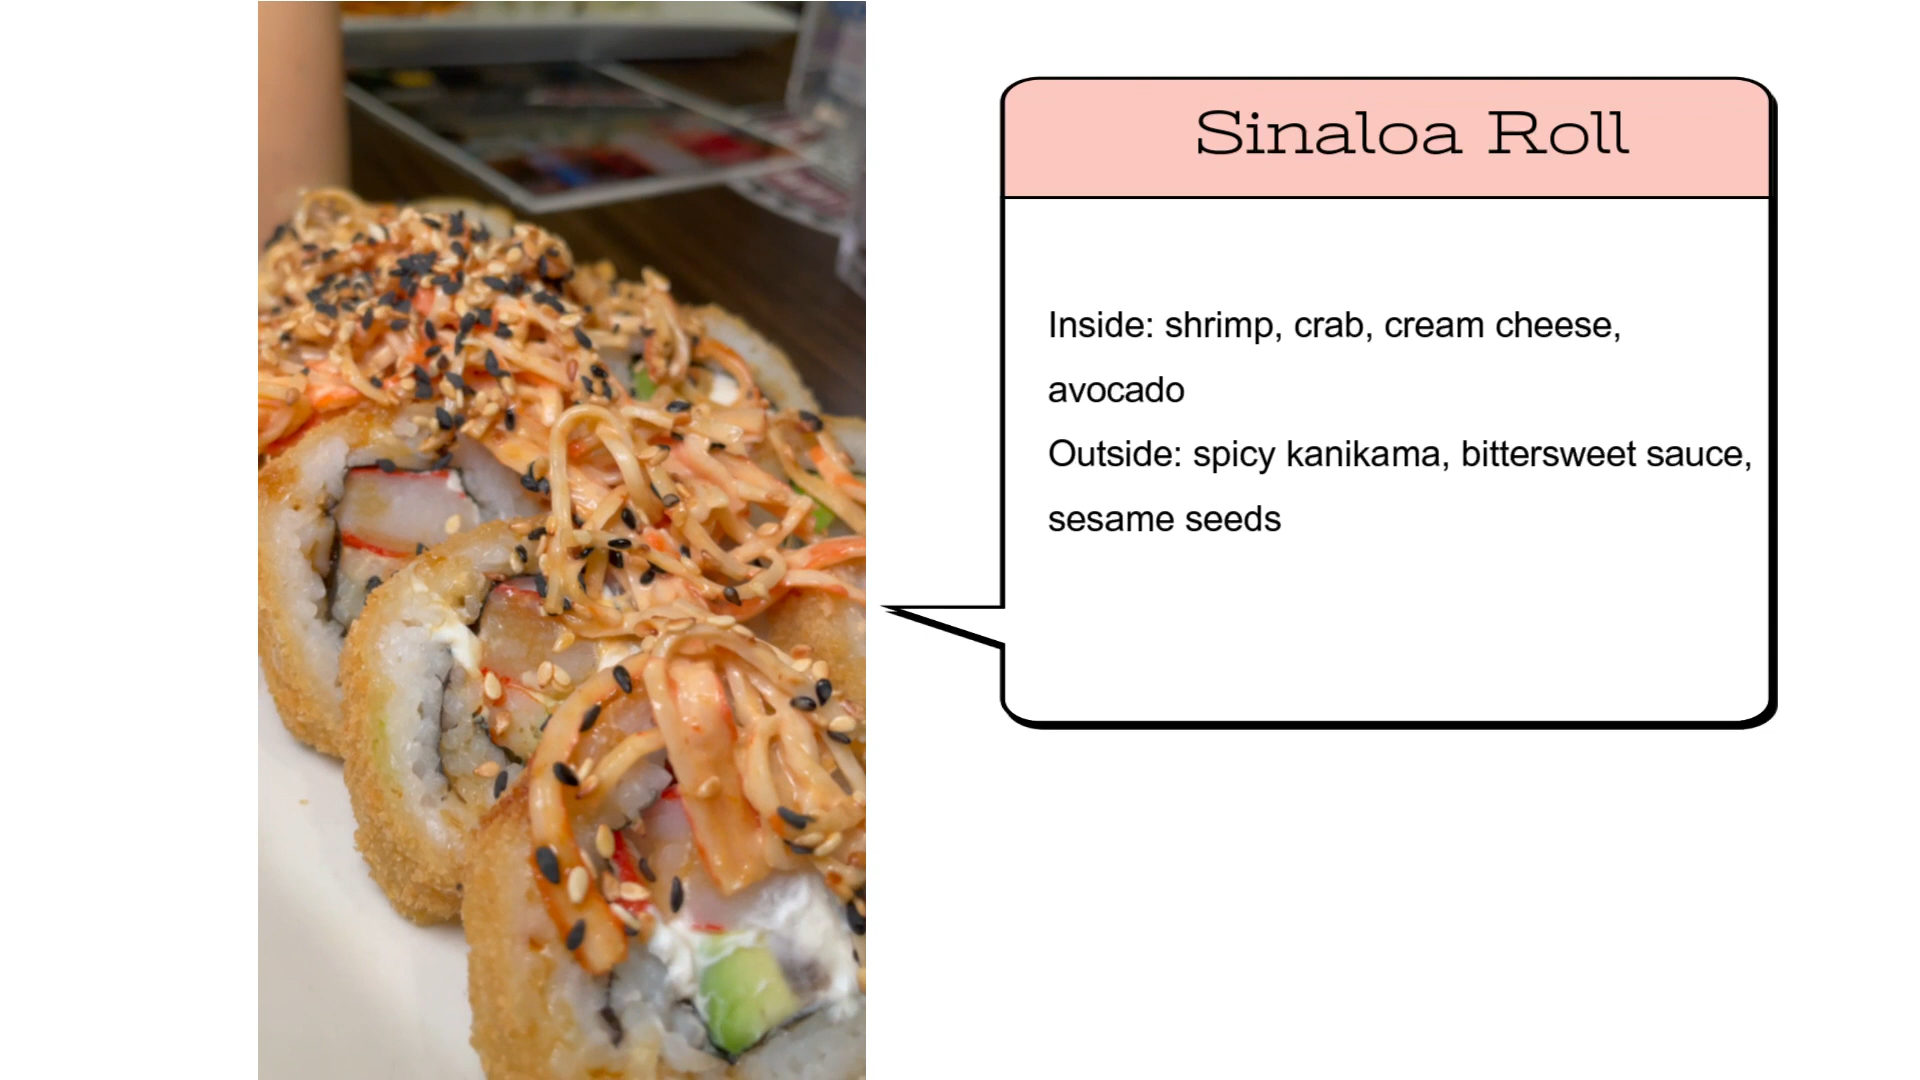 Sinaloa Roll
Inside: shrimp, crab, cream cheese,
avocado
Outside: spicy kanikama, bittersweet sauce,
sesame seeds